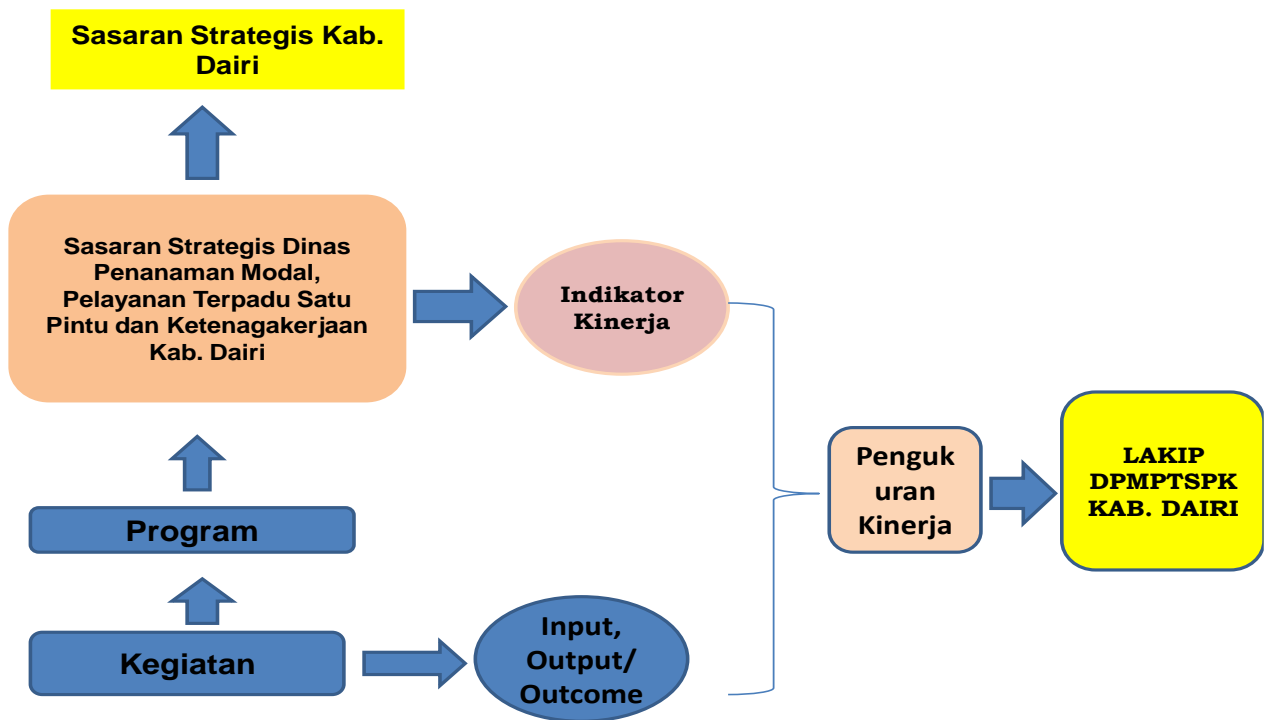 Sasaran Strategis Kab.
Dairi
Sasaran Strategis Dinas
Penanaman Modal,
Pelayanan Terpadu Satu
Pintu dan Ketenagakerjaan
Kab. Dairi
Indikator
Kinerja
Penguk
uran
Kinerja
LAKIP
DPMPTSPK
KAB. DAIRI
Program
Kegiatan
Input,
Output/
Outcome